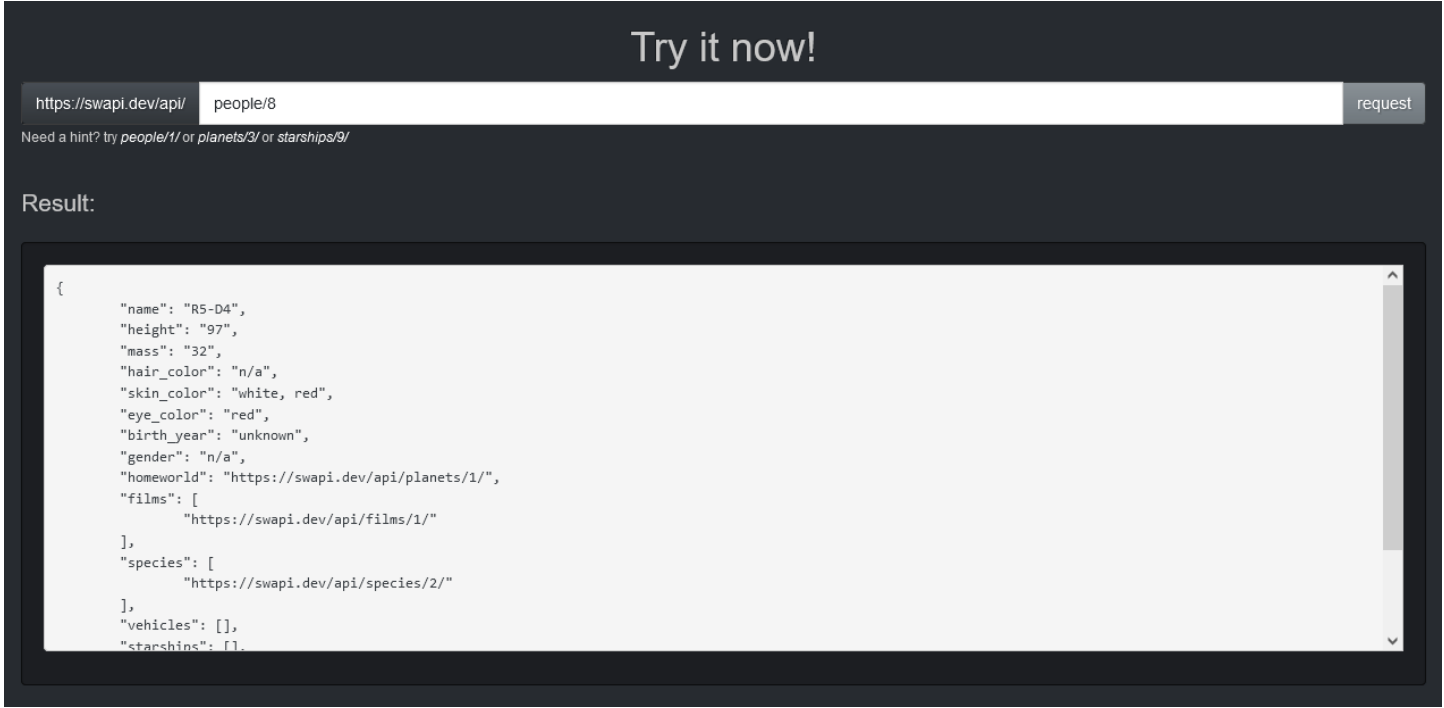 Try it now!
https://swapi.dev/api/ people/8 request
Need a hint? try people/1/ or planets/3/ or starships/9/
Result:
{
"name": "R5-D4",
"height": "97",
"mass": "32",
"hair_color": "n/a",
"skin_color": "white, red",
"eye_color": "red",
"birth_year": "unknown",
"gender": "n/a",
"homeworld": "https://swapi.dev/api/planets/1/",
"films": [
"https://swapi.dev/api/films/1/"
],
"species": [
"https://swapi.dev/api/species/2/"
],
"vehicles": [],
"starships": [],